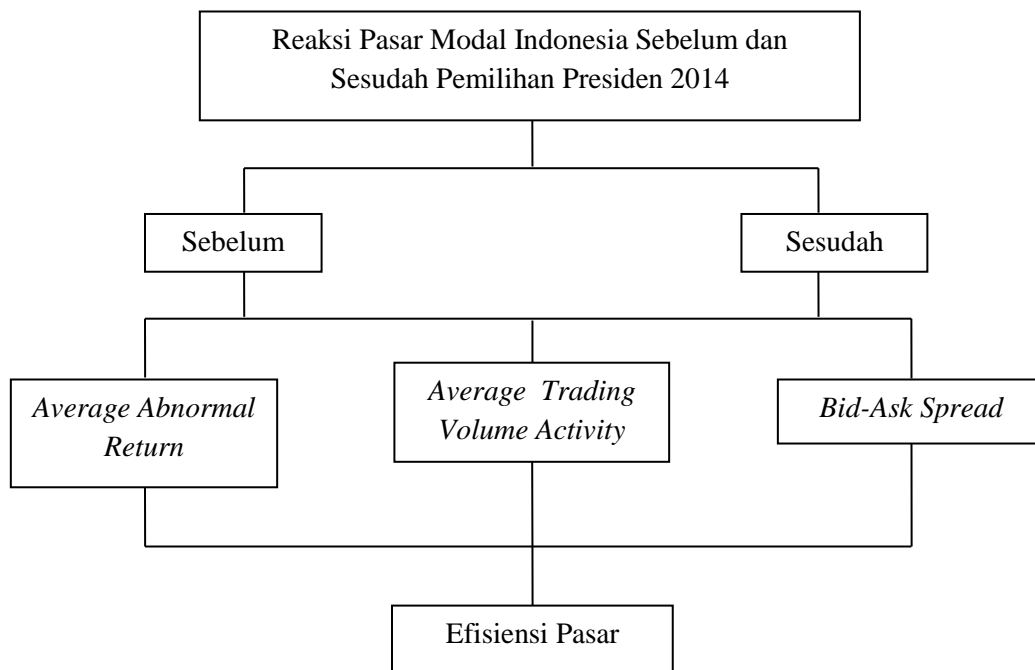 Reaksi Pasar Modal Indonesia Sebelum dan
Sesudah Pemilihan Presiden 2014
Sebelum
Sesudah
Average Abnormal
Return
Average Trading
Volume Activity
Bid-Ask Spread
Efisiensi Pasar